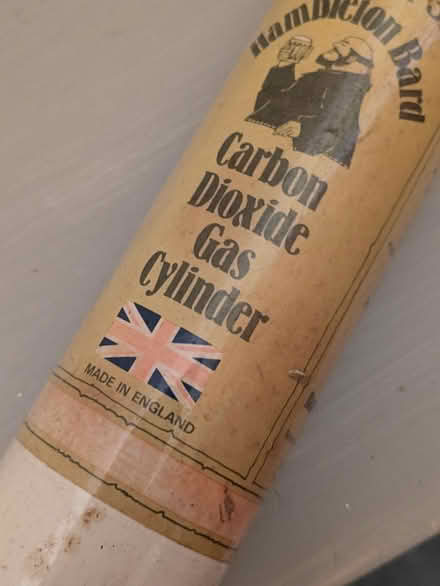 Hambleton Bard
Carbon
Dioxide
Gas
Cylinder
MADE IN ENGLAND